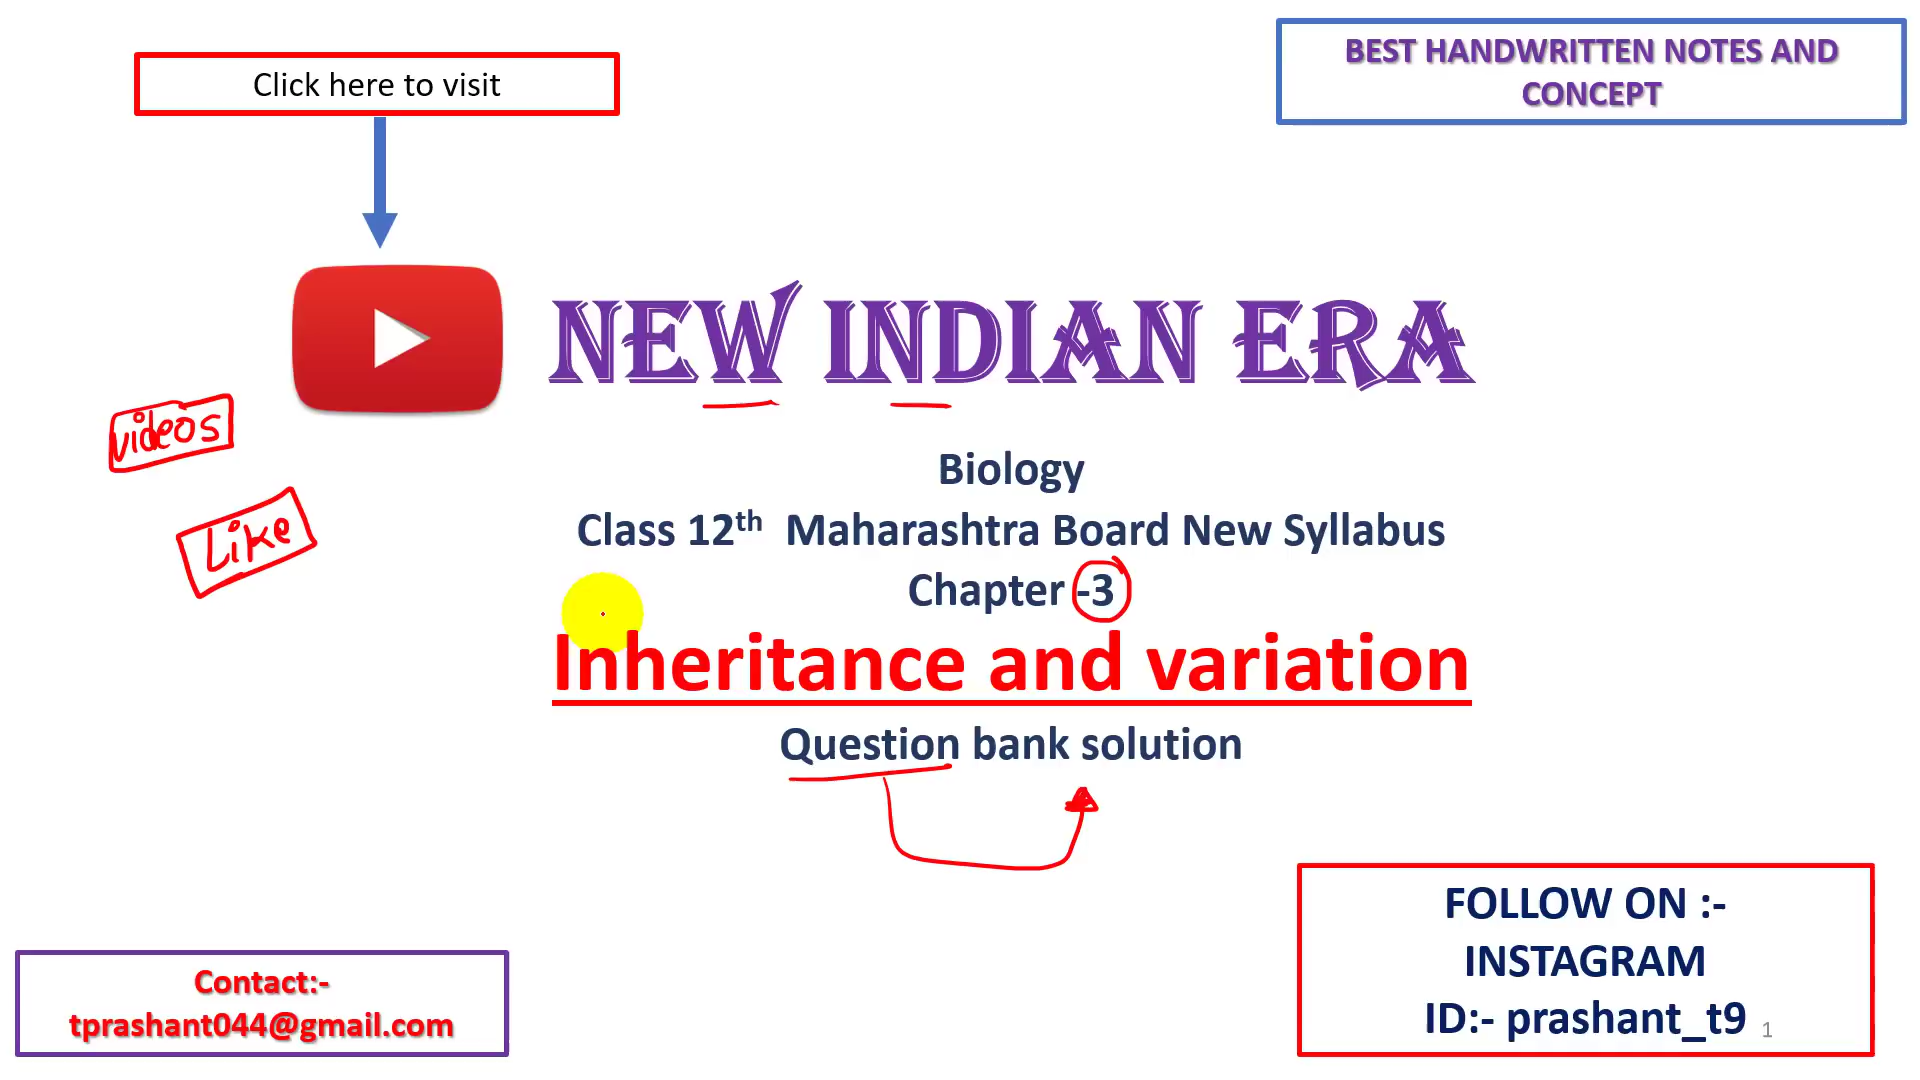 Click here to visit
BEST HANDWRITTEN NOTES AND
CONCEPT
NEW INDIAN ERA
videos
Like
Biology
Class 12th Maharashtra Board New Syllabus
Chapter -3
Inheritance and variation
Question bank solution
Contact:-
tprashant044@gmail.com
FOLLOW ON :-
INSTAGRAM
ID:- prashant_t9
1